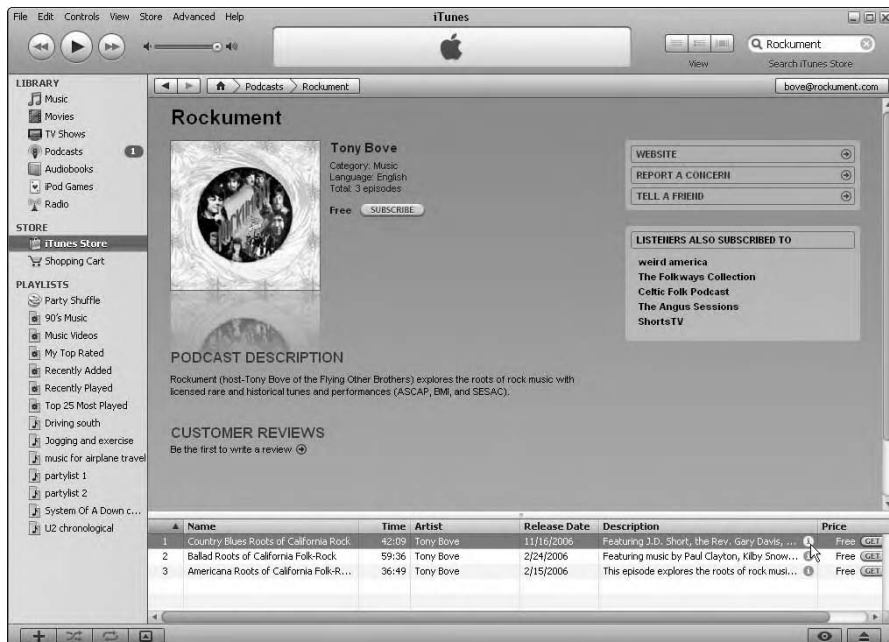 File Edit Controls View Store Advanced Help
iTunes
View
Rockument
Search iTunes Store
LIBRARY
Music
Movies
TV Shows
Podcasts 1
Audiobooks
iPod Games
Radio
STORE
iTunes Store
Shopping Cart
PLAYLISTS
Party Shuffle
90's Music
Music Videos
My Top Rated
Recently Added
Recently Played
Top 25 Most Played
Driving south
Jogging and exercise
music for airplane travel
partylist 1
partylist 2
System Of A Down c...
U2 chronological
Podcasts Rockument
bove@rockument.com
Rockument
Tony Bove
Category: Music
Language: English
Total: 3 episodes
Free SUBSCRIBE
WEBSITE
REPORT A CONCERN
TELL A FRIEND
LISTENERS ALSO SUBSCRIBED TO
weird america
The Folkways Collection
Celtic Folk Podcast
The Angus Sessions
ShortsTV
PODCAST DESCRIPTION
Rockument (host-Tony Bove of the Flying Other Brothers) explores the roots of rock music with
licensed rare and historical tunes and performances (ASCAP, BMI, and SESAC).
CUSTOMER REVIEWS
Be the first to write a review
Name Time Artist Release Date Description Price
1 Country Blues Roots of California Rock 42:09 Tony Bove 11/16/2006 Featuring J.D. Short, the Rev. Gary Davis, ... Free GET
2 Ballad Roots of California Folk-Rock 59:36 Tony Bove 2/24/2006 Featuring music by Paul Clayton, Kilby Snow... Free GET
3 Americana Roots of California Folk-R... 36:49 Tony Bove 2/15/2006 This episode explores the roots of rock musi... Free GET